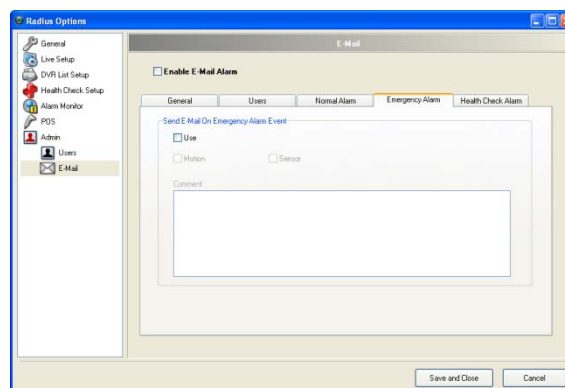 Radius Options
General
Live Setup
DVR List Setup
Health Check Setup
Alarm Monitor
POS
Admin
Users
E-Mail
E-Mail
Enable E-Mail Alarm
General Users Normal Alarm Emergency Alarm Health Check Alarm
Send E-Mail On Emergency Alarm Event
Use
Motion Sensor
Comment
Save and Close Cancel